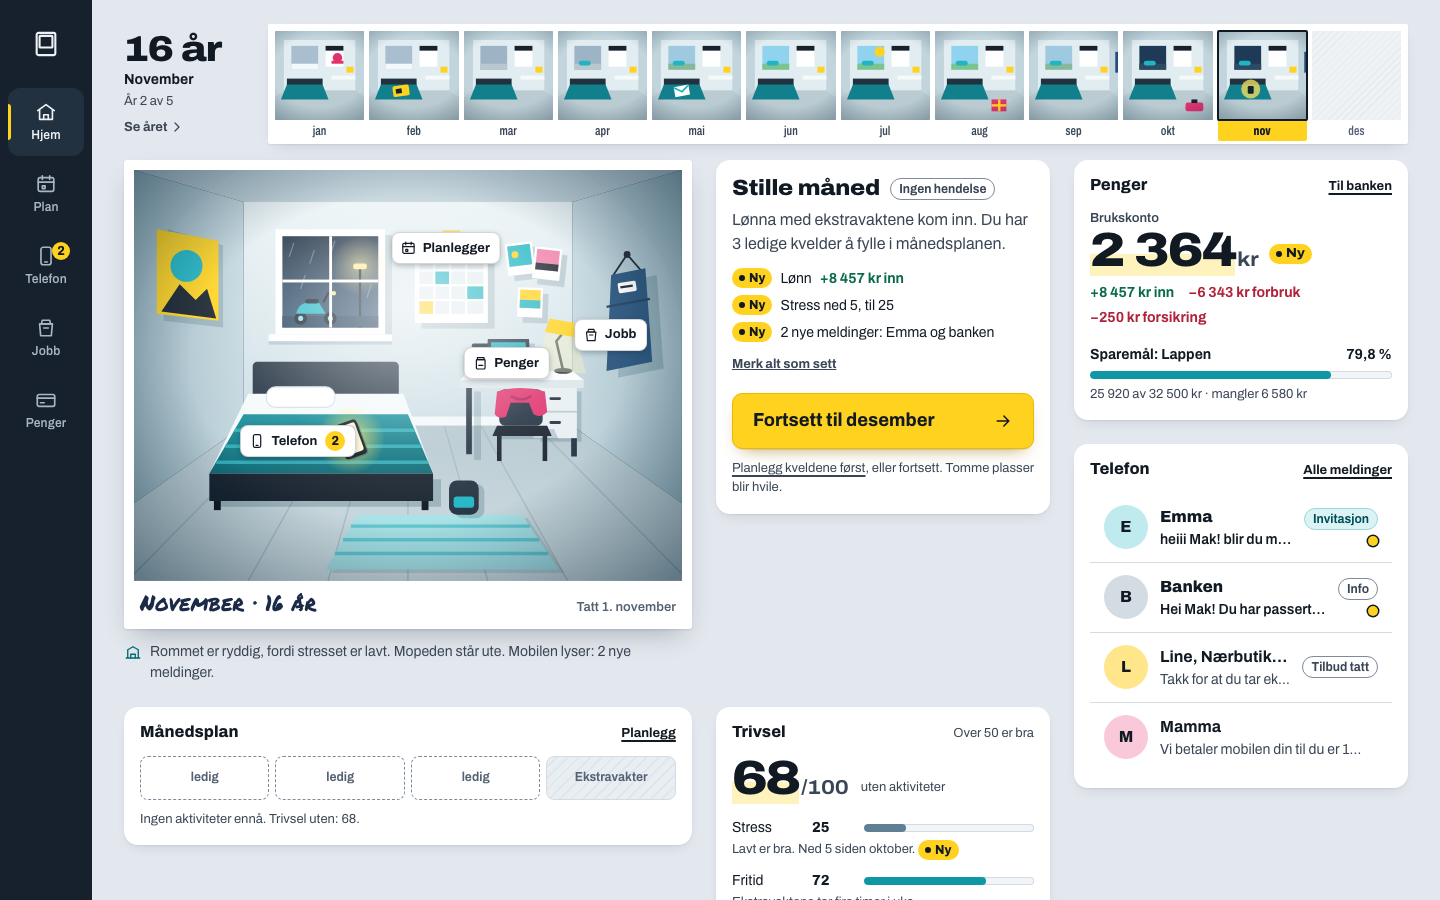 Hjem
Plan
2
Telefon
Jobb
Penger
16 år
November
År 2 av 5
Se året
jan
feb
mar
apr
mai
jun
jul
aug
sep
okt
nov
des
Planlegger
Jobb
Penger
Telefon 2
November · 16 år
Tatt 1. november
Rommet er ryddig, fordi stresset er lavt. Mopeden står ute. Mobilen lyser: 2 nye
meldinger.
Månedsplan
Planlegg
ledig
ledig
ledig
Ekstravakter
Ingen aktiviteter ennå. Trivsel uten: 68.
Stille måned
Ingen hendelse
Lønna med ekstravaktene kom inn. Du har
3 ledige kvelder å fylle i månedsplanen.
Ny Lønn +8 457 kr inn
Ny Stress ned 5, til 25
Ny 2 nye meldinger: Emma og banken
Merk alt som sett
Fortsett til desember
Planlegg kveldene først, eller fortsett. Tomme plasser
blir hvile.
Trivsel
Over 50 er bra
68/100 uten aktiviteter
Stress 25
Lavt er bra. Ned 5 siden oktober. Ny
Fritid 72
Penger
Til banken
Brukskonto
2 364 kr Ny
+8 457 kr inn −6 343 kr forbruk
−250 kr forsikring
Sparemål: Lappen 79,8 %
25 920 av 32 500 kr · mangler 6 580 kr
Telefon
Alle meldinger
E
Emma
Invitasjon
heiii Mak! blir du m…
B
Banken
Info
Hei Mak! Du har passert…
L
Line, Nærbutik…
Tilbud tatt
Takk for at du tar ek…
M
Mamma
Vi betaler mobilen din til du er 1…